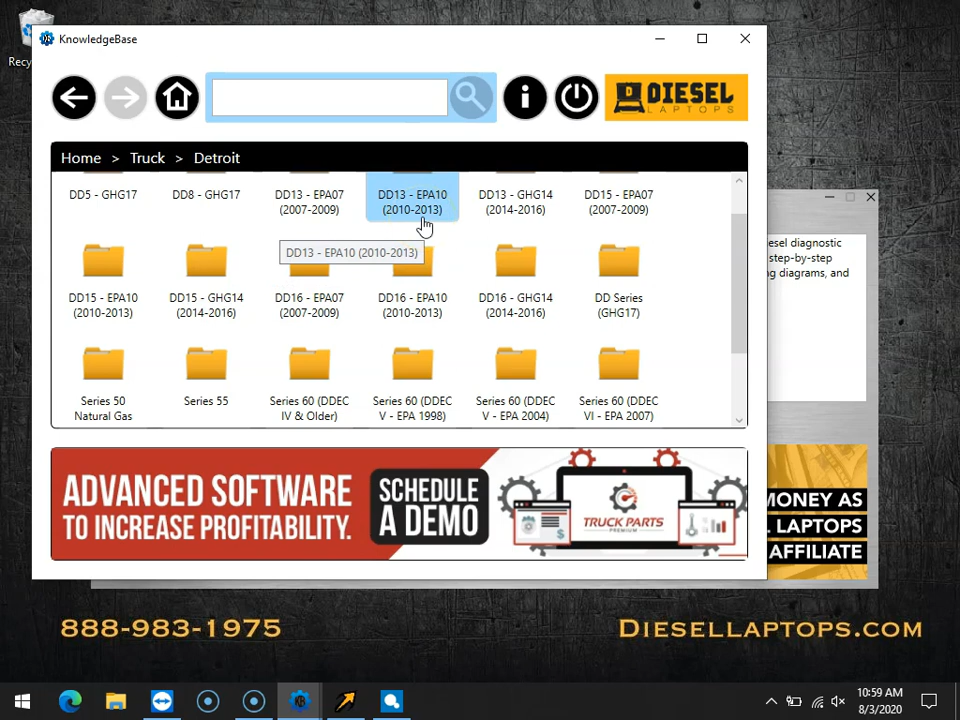 Recy
KnowledgeBase
DIESEL
LAPTOPS
Home > Truck > Detroit
DD5 - GHG17
DD8 - GHG17
DD13 - EPA07
(2007-2009)
DD13 - EPA10
(2010-2013)
DD13 - GHG14
(2014-2016)
DD15 - EPA07
(2007-2009)
DD13 - EPA10 (2010-2013)
DD15 - EPA10
(2010-2013)
DD15 - GHG14
(2014-2016)
DD16 - EPA07
(2007-2009)
DD16 - EPA10
(2010-2013)
DD16 - GHG14
(2014-2016)
DD Series
(GHG17)
Series 50
Natural Gas
Series 55
Series 60 (DDEC
IV & Older)
Series 60 (DDEC
V - EPA 1998)
Series 60 (DDEC
V - EPA 2004)
Series 60 (DDEC
VI - EPA 2007)
esel diagnostic
step-by-step
g diagrams, and
ADVANCED SOFTWARE
TO INCREASE PROFITABILITY.
SCHEDULE
A DEMO
TRUCK PARTS
PREMIUM
MONEY AS
LAPTOPS
AFFILIATE
888-983-1975
DIESELLAPTOPS.COM
KB
10:59 AM
8/3/2020